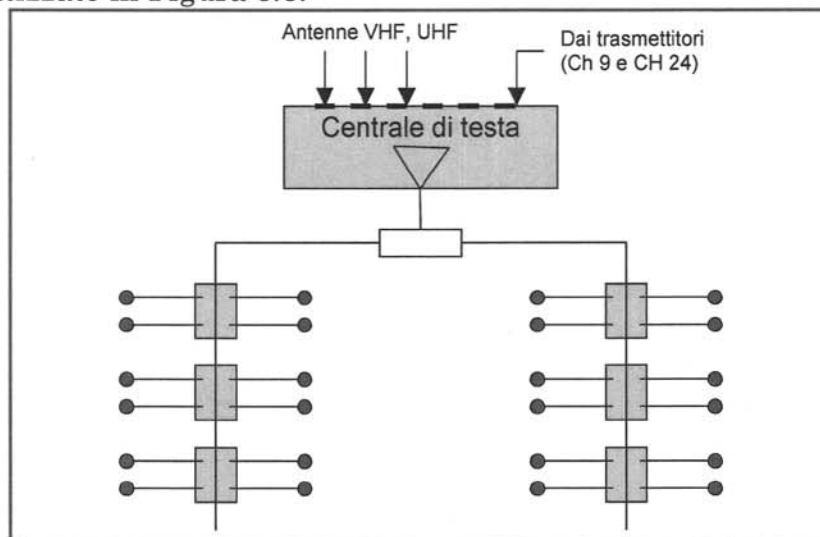 Antenne VHF, UHF
Dai trasmettitori
(Ch 9 e CH 24)
Centrale di testa